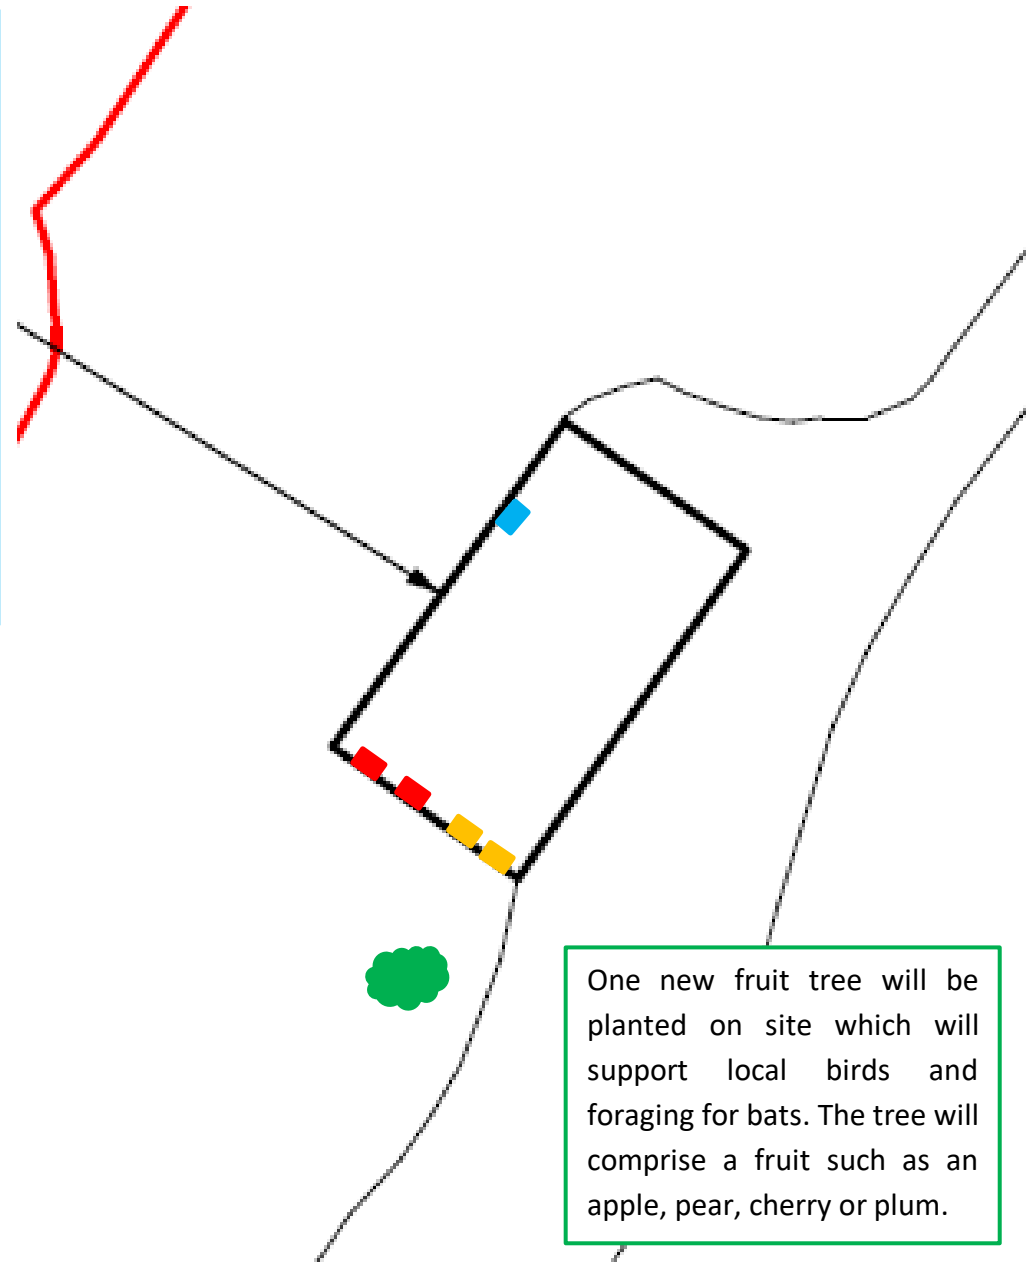 One new fruit tree will be
planted on site which will
support local birds and
foraging for bats. The tree will
comprise a fruit such as an
apple, pear, cherry or plum.